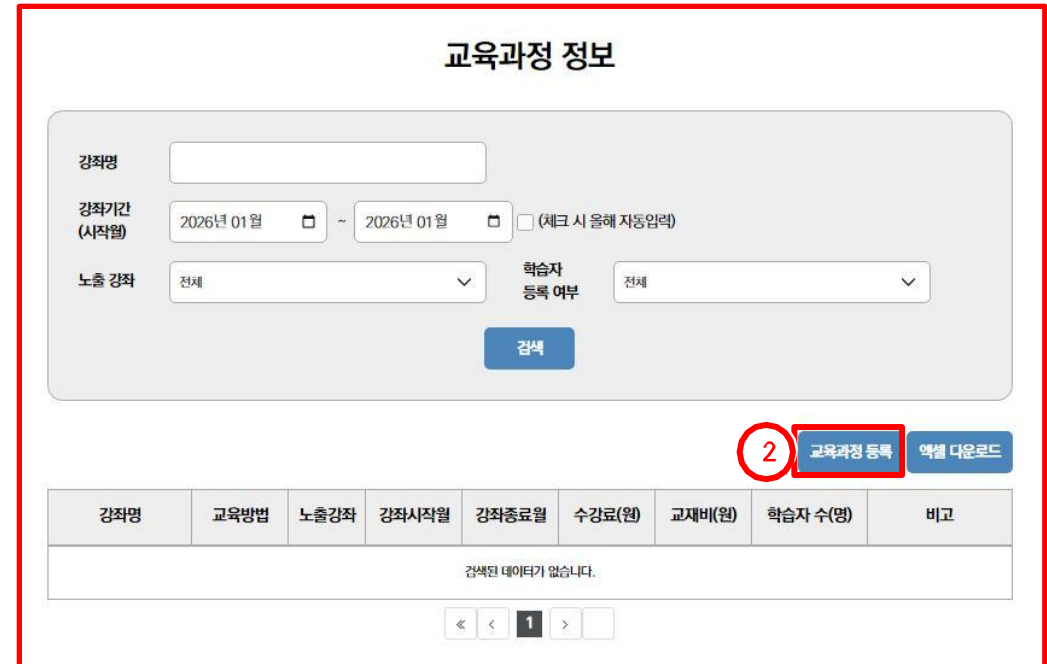 교육과정 정보
강좌명
강좌기간
(시작월)
2026년 01월 ~ 2026년 01월 (체크 시 올해 자동입력)
노출 강좌 전체
학습자
등록 여부 전체
검색
2 교육과정 등록 엑셀 다운로드
강좌명 교육방법 노출강좌 강좌시작월 강좌종료월 수강료(원) 교재비(원) 학습자 수(명) 비고
검색된 데이터가 없습니다.
« < 1 >